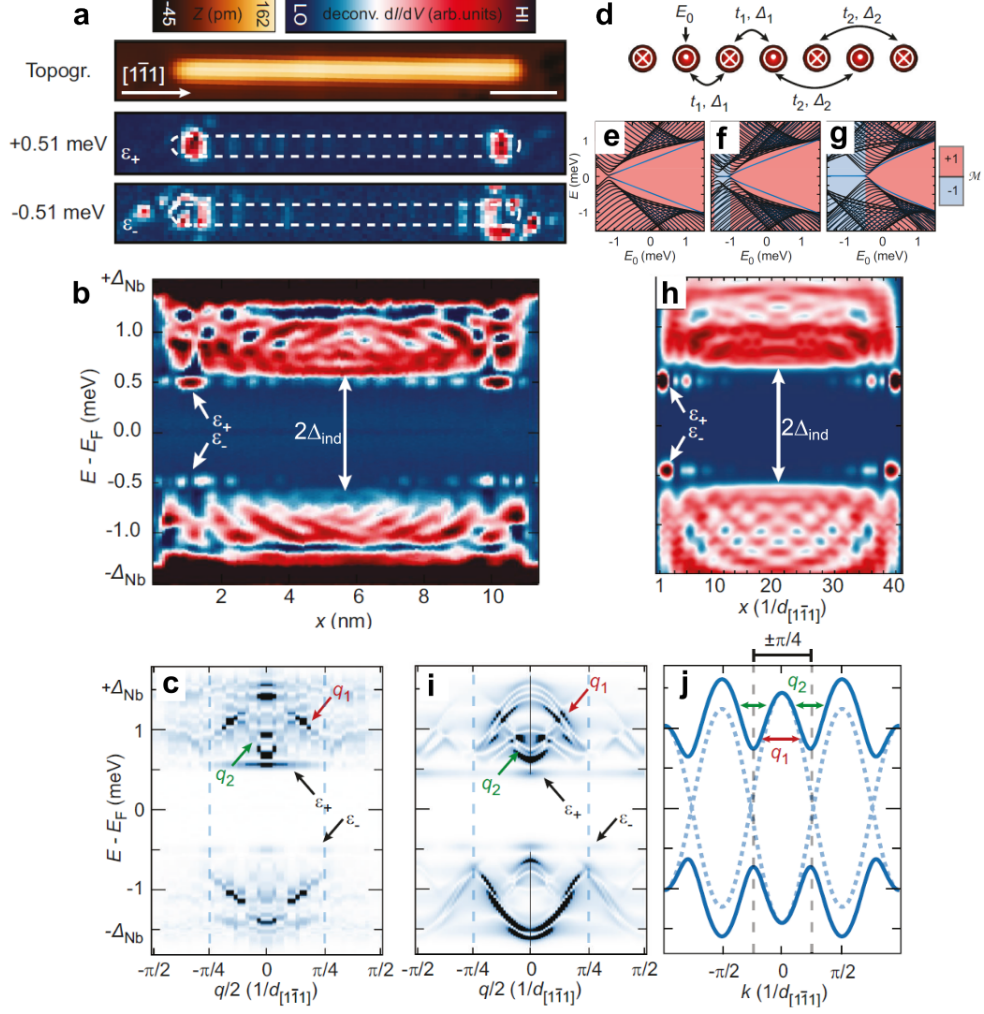 a
-45 Z (pm) 162
LO deconv. dI/dV (arb.units) HI
Topogr.
[11̅1]
+0.51 meV
ε+
-0.51 meV
ε-
d
E0
t1, Δ1
t2, Δ2
t1, Δ1
t2, Δ2
e
f
g
E (meV)
1
0
-1
-1 0 1
-1 0 1
-1 0 1
E0 (meV)
E0 (meV)
E0 (meV)
+1
-1
ℳ
b
+ΔNb
1.0
0.5
0.0
-0.5
-1.0
-ΔNb
E - EF (meV)
ε+
ε-
2Δind
2 4 6 8 10
x (nm)
h
ε+
ε-
2Δind
1 10 20 30 40
x (1/d[11̅1])
c
+ΔNb
1
0
-1
-ΔNb
E - EF (meV)
q1
q2
ε+
ε-
-π/2 -π/4 0 π/4 π/2
q/2 (1/d[11̅1])
i
q1
q2
ε+
ε-
-π/2 -π/4 0 π/4 π/2
q/2 (1/d[11̅1])
±π/4
j
q2
q1
-π/2 0 π/2
k (1/d[11̅1])